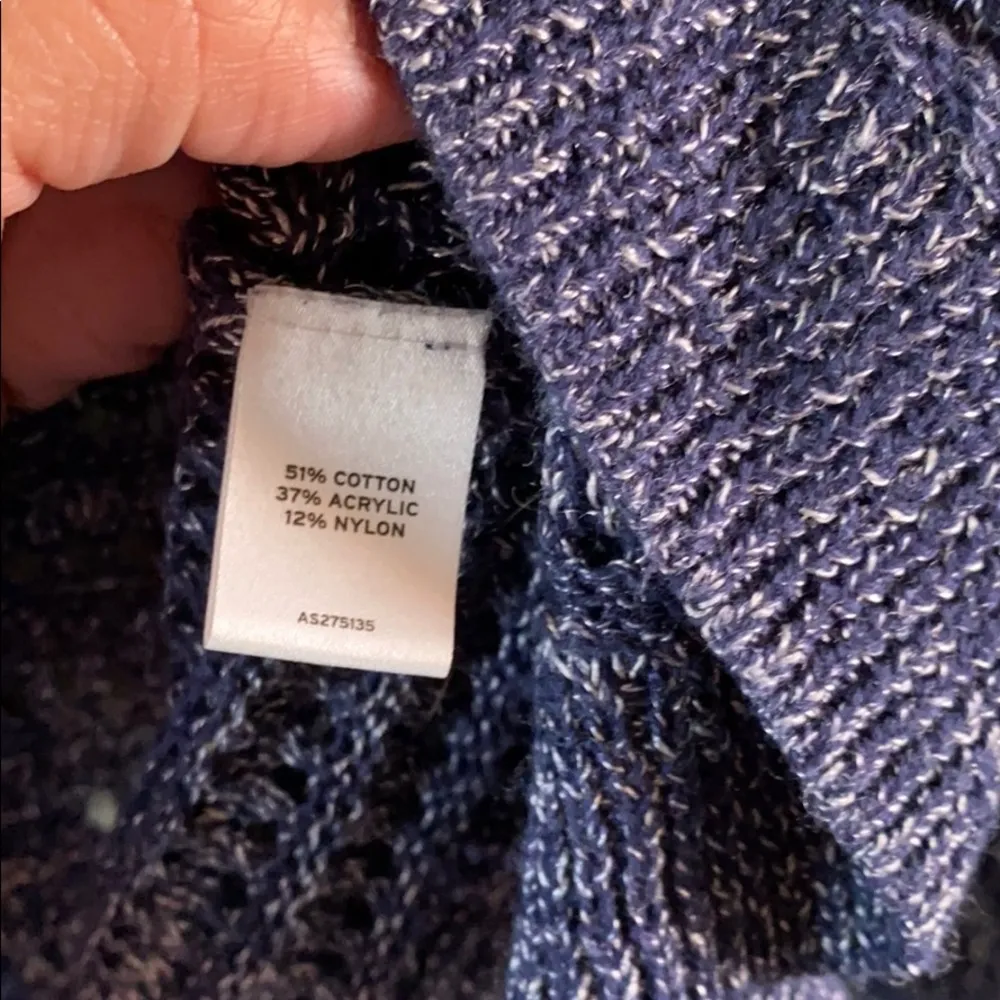 51% COTTON
37% ACRYLIC
12% NYLON
AS275135